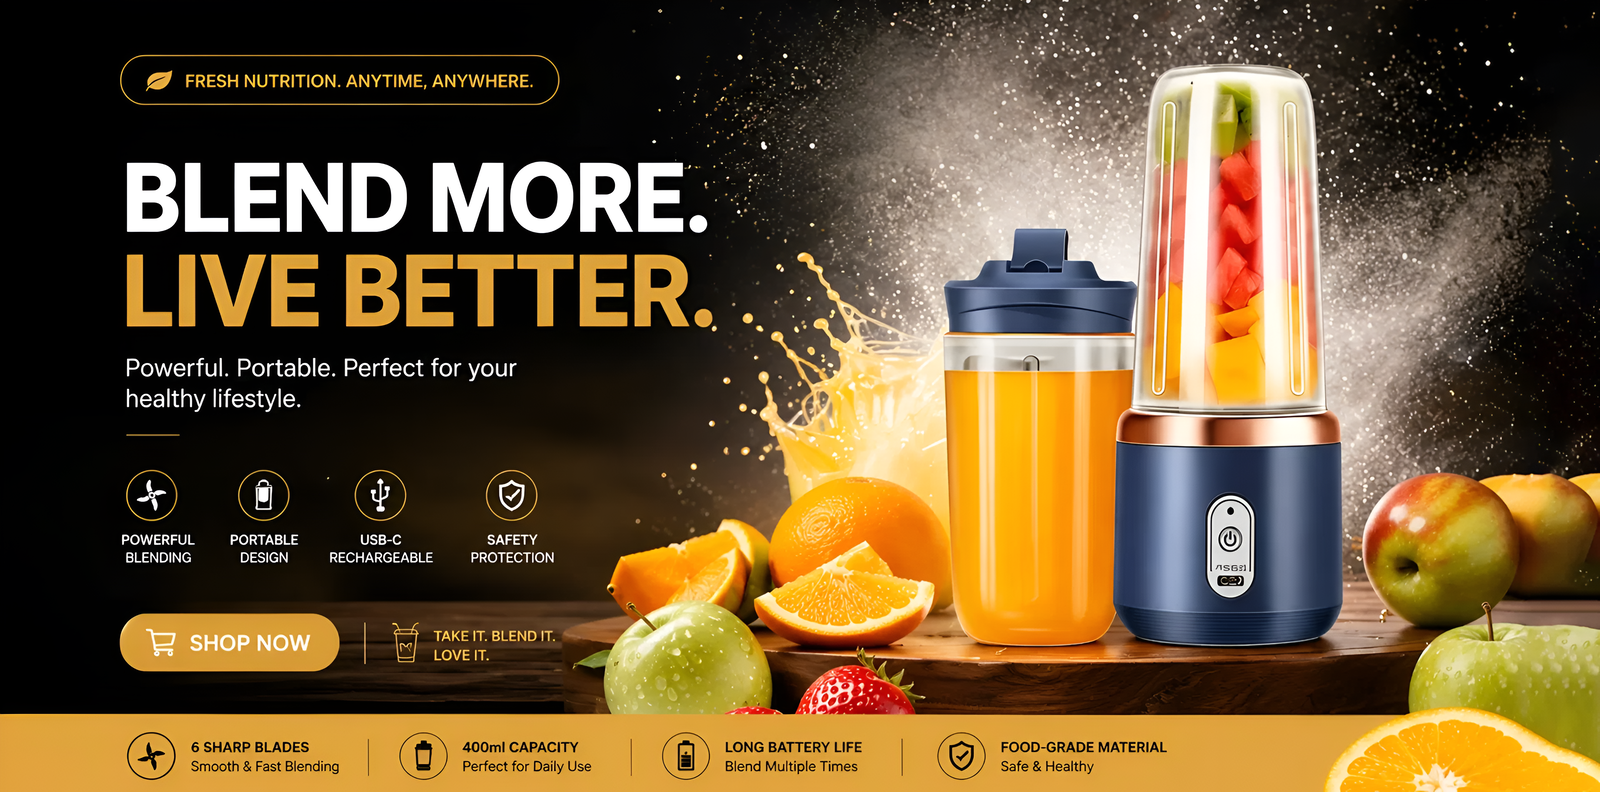 FRESH NUTRITION. ANYTIME, ANYWHERE.
BLEND MORE.
LIVE BETTER.
Powerful. Portable. Perfect for your
healthy lifestyle.
POWERFUL
BLENDING
PORTABLE
DESIGN
USB-C
RECHARGEABLE
SAFETY
PROTECTION
SHOP NOW
TAKE IT. BLEND IT.
LOVE IT.
6 SHARP BLADES
Smooth & Fast Blending
400ml CAPACITY
Perfect for Daily Use
LONG BATTERY LIFE
Blend Multiple Times
FOOD-GRADE MATERIAL
Safe & Healthy